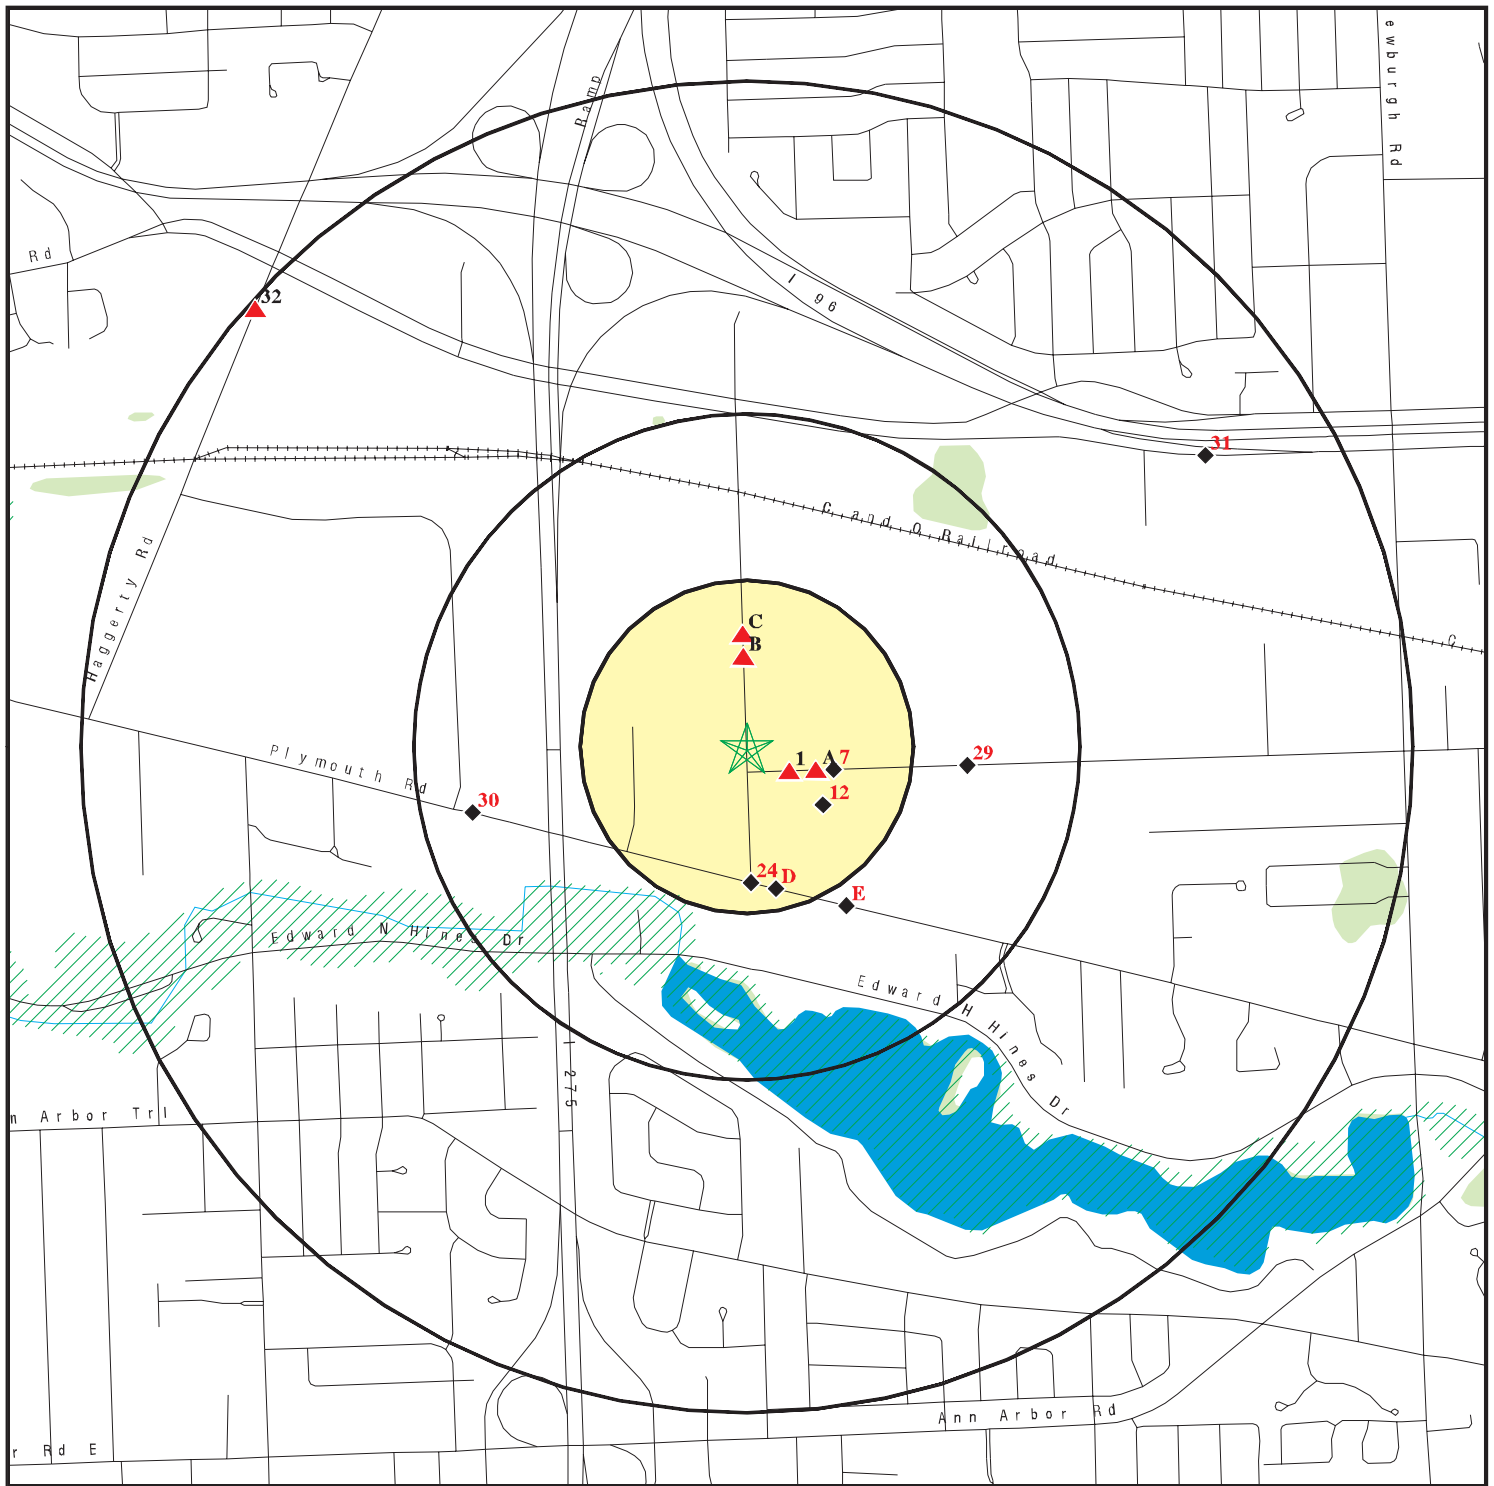 ewburgh Rd
Ramp
Rd
I 96
32
31
C and O Railroad
Haggerty Rd
C
B
C
Plymouth Rd
1
A
7
29
12
30
24
D
E
Edward N Hines Dr
Edward H Hines Dr
I 275
n Arbor Trl
Ann Arbor Rd
r Rd E